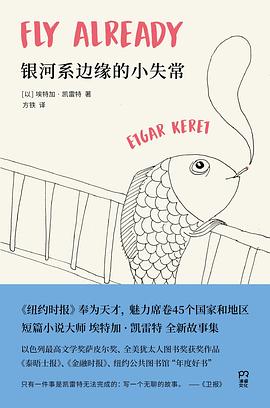 FLY ALREADY
银河系边缘的小失常
[以] 埃特加·凯雷特 著
方铁 译
ETGAR KERET
《纽约时报》奉为天才，魅力席卷45个国家和地区
短篇小说大师 埃特加·凯雷特 全新故事集
以色列最高文学奖萨皮尔奖、全美犹太人图书奖获奖作品
《泰晤士报》、《金融时报》、纽约公共图书馆“年度好书”
只有一件事是凯雷特无法完成的：写一个无聊的故事。 ——《卫报》
浦睿文化